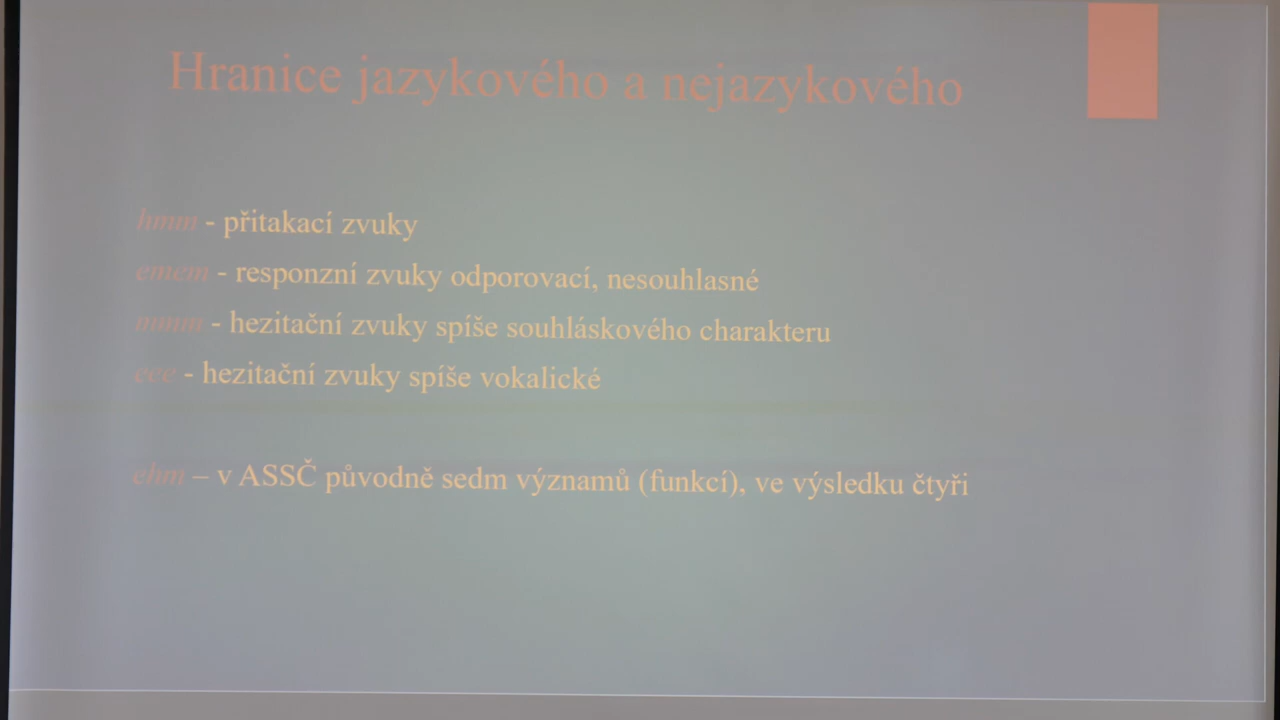 Hranice jazykového a nejazykového
hmm - přitakací zvuky
emem - responzní zvuky odporovací, nesouhlasné
- hezitační zvuky spíše souhláskového charakteru
eee - hezitační zvuky spíše vokalické
ehm – v ASSČ původně sedm významů (funkcí), ve výsledku čtyři